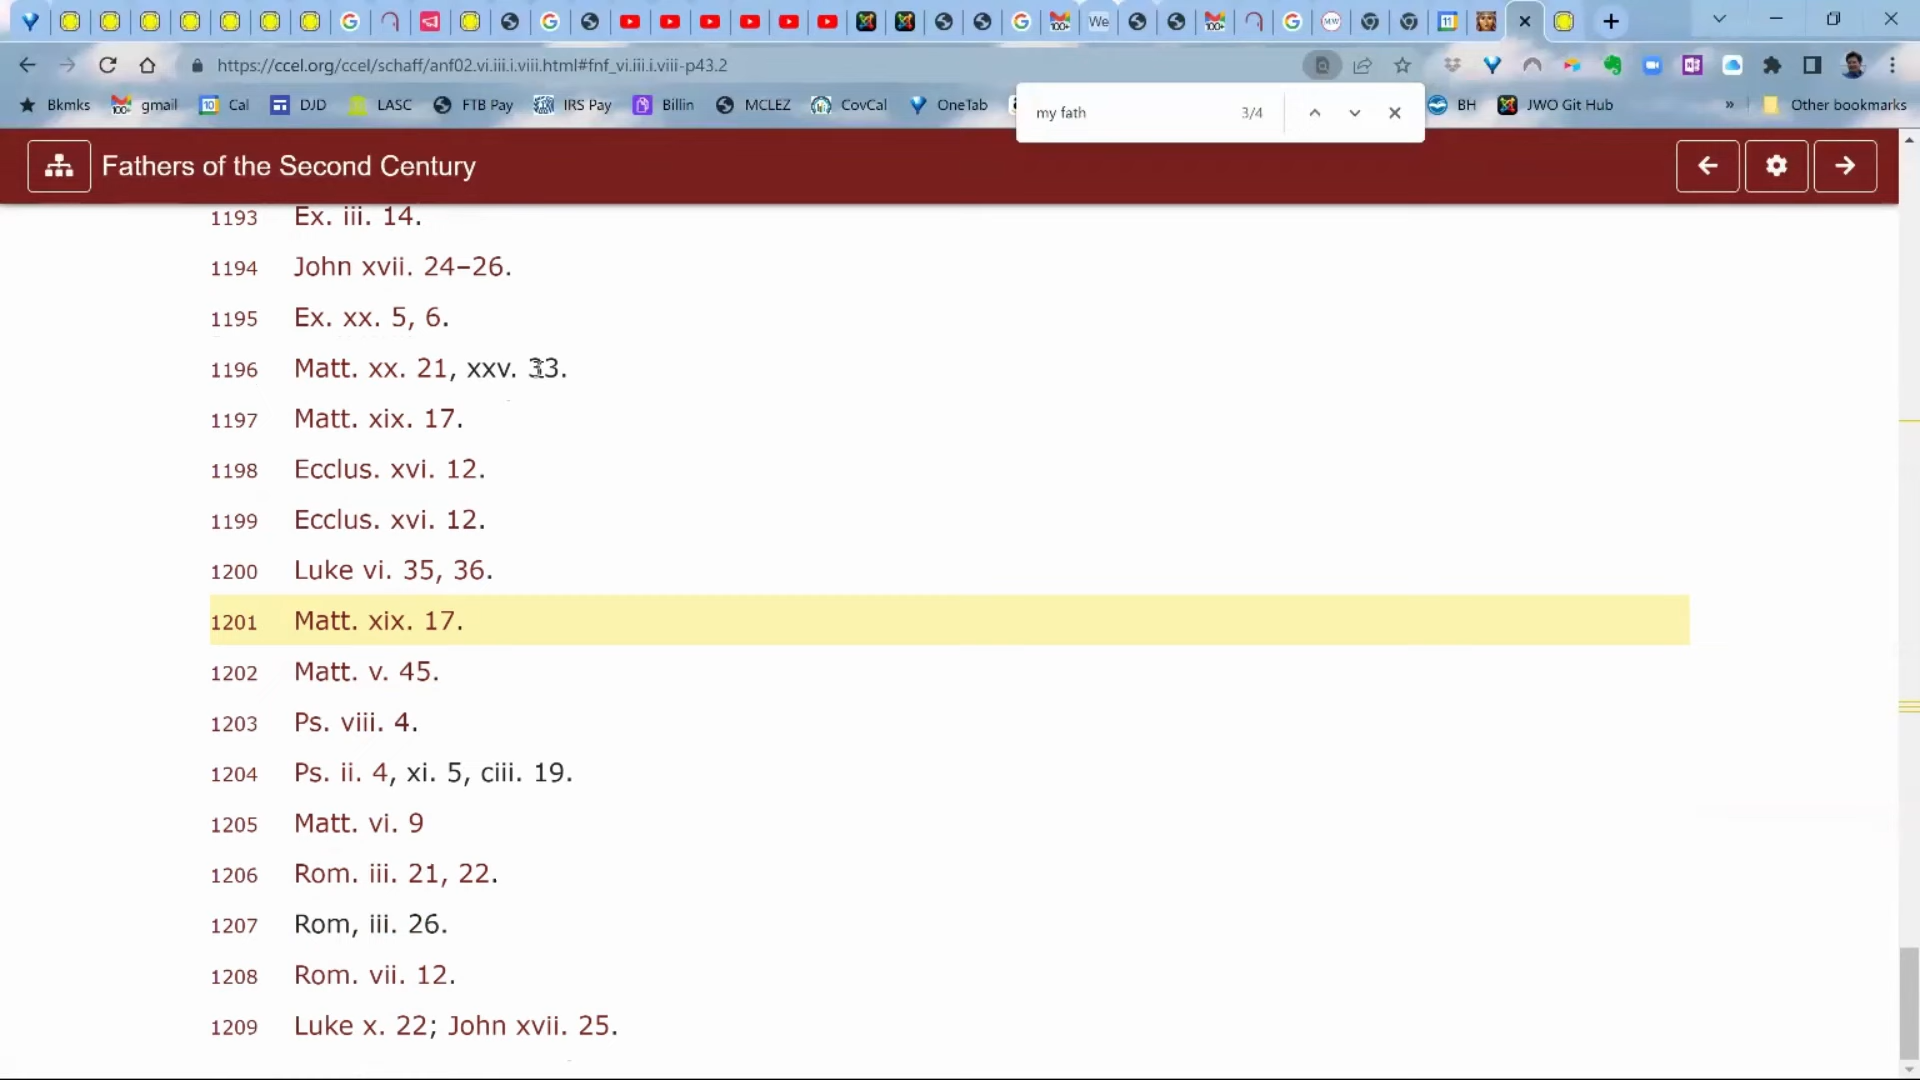 We
MW
11
https://ccel.org/ccel/schaff/anf02.vi.iii.i.viii.html#fnf_vi.iii.i.viii-p43.2
Bkmks gmail Cal DJD LASC FTB Pay IRS Pay Billin MCLEZ CovCal OneTab BH JWO Git Hub » Other bookmarks
my fath 3/4
Fathers of the Second Century
1193 Ex. iii. 14.
1194 John xvii. 24–26.
1195 Ex. xx. 5, 6.
1196 Matt. xx. 21, xxv. 33.
1197 Matt. xix. 17.
1198 Ecclus. xvi. 12.
1199 Ecclus. xvi. 12.
1200 Luke vi. 35, 36.
1201 Matt. xix. 17.
1202 Matt. v. 45.
1203 Ps. viii. 4.
1204 Ps. ii. 4, xi. 5, ciii. 19.
1205 Matt. vi. 9
1206 Rom. iii. 21, 22.
1207 Rom, iii. 26.
1208 Rom. vii. 12.
1209 Luke x. 22; John xvii. 25.